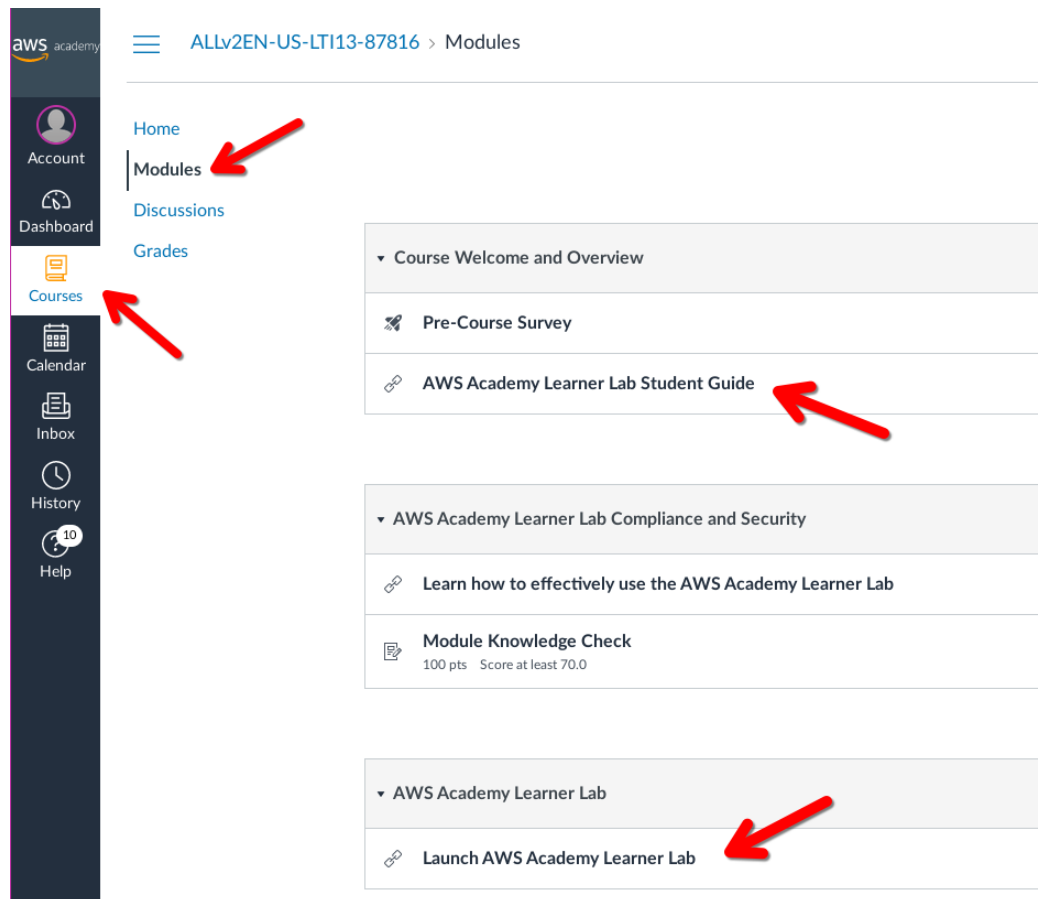 aws academy
ALLv2EN-US-LTI13-87816 > Modules
Account
Dashboard
Courses
Calendar
Inbox
History
10
Help
Home
Modules
Discussions
Grades
Course Welcome and Overview
Pre-Course Survey
AWS Academy Learner Lab Student Guide
AWS Academy Learner Lab Compliance and Security
Learn how to effectively use the AWS Academy Learner Lab
Module Knowledge Check
100 pts Score at least 70.0
AWS Academy Learner Lab
Launch AWS Academy Learner Lab